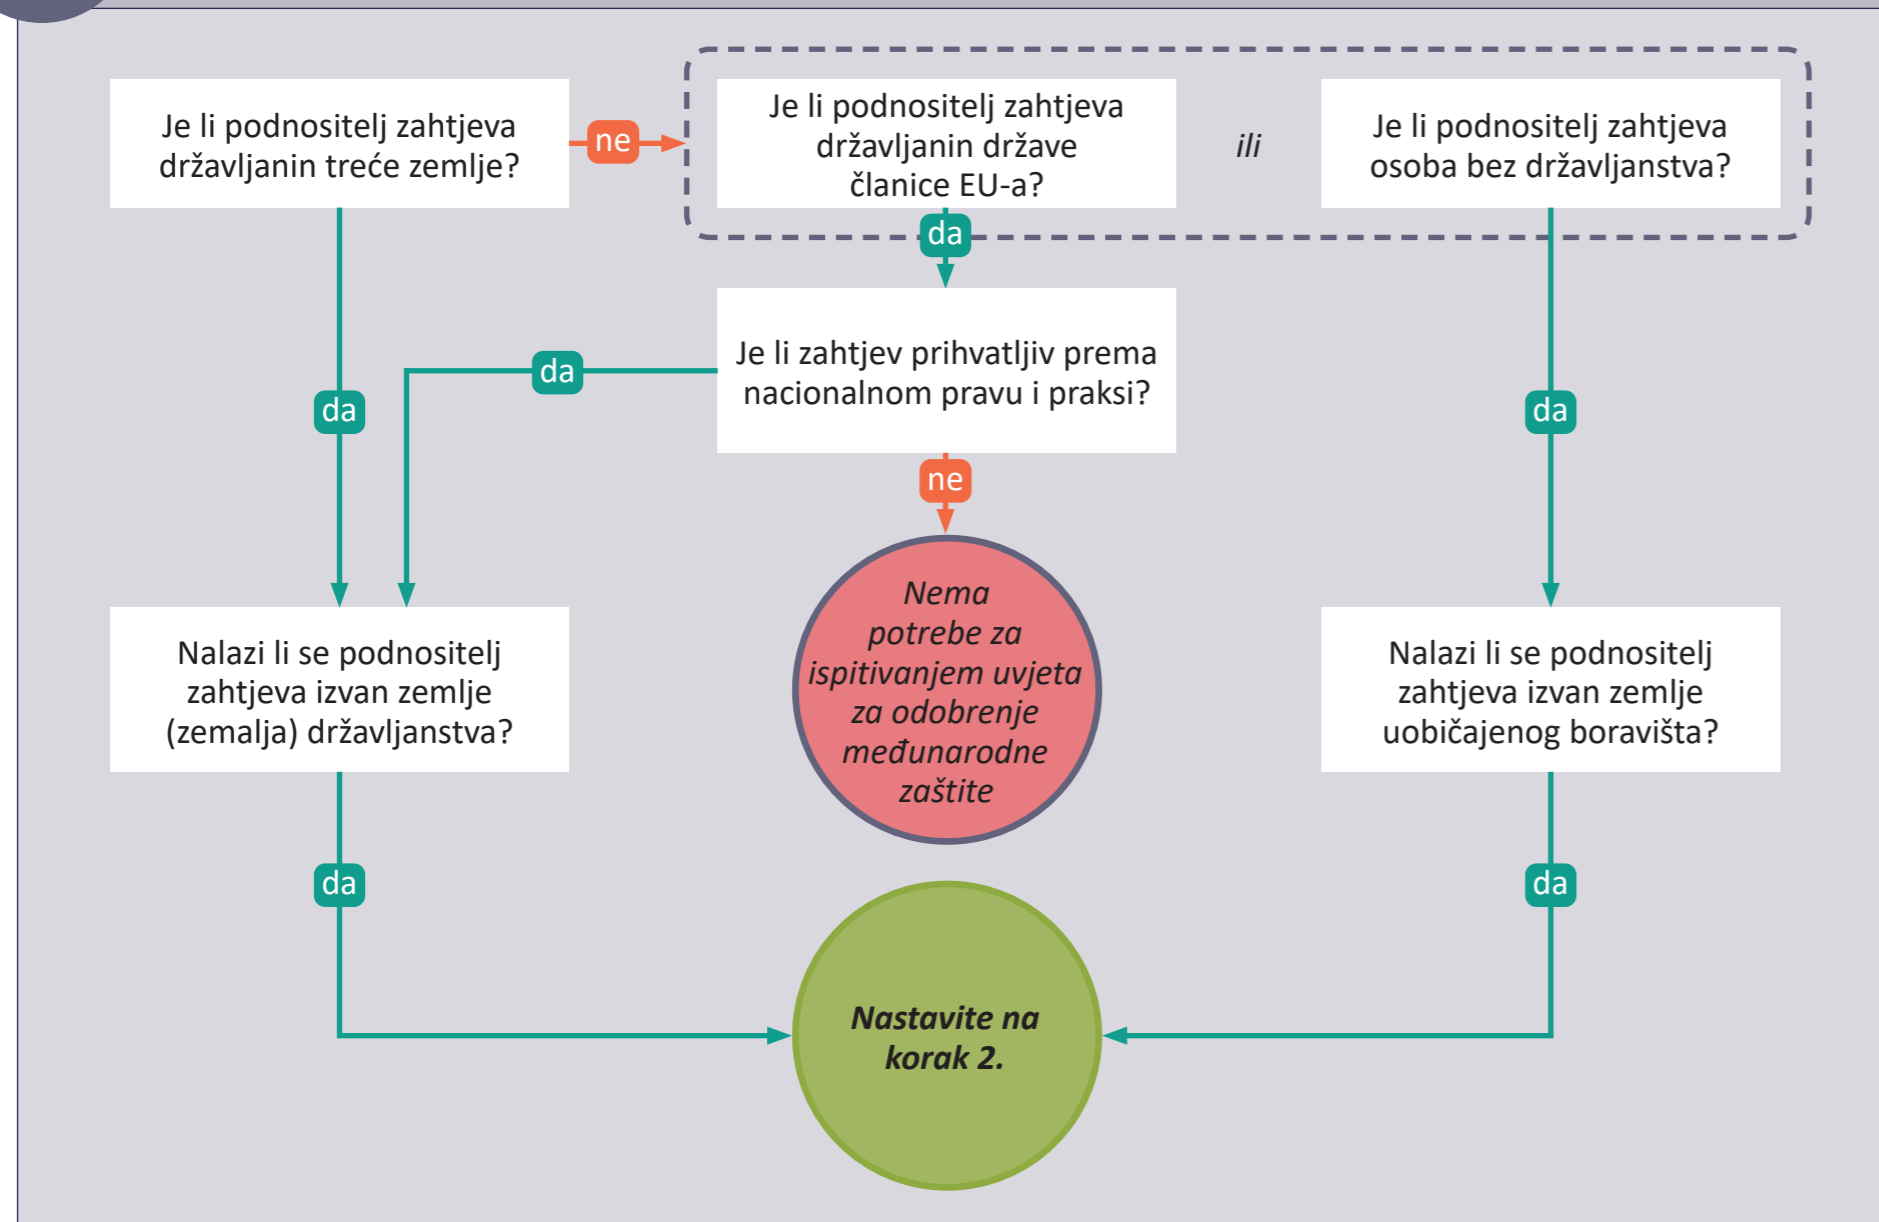 Je li podnositelj zahtjeva
državljanin treće zemlje?
ne
Je li podnositelj zahtjeva
državljanin države
članice EU-a?
ili
Je li podnositelj zahtjeva
osoba bez državljanstva?
da
Je li zahtjev prihvatljiv prema
nacionalnom pravu i praksi?
da
da
da
ne
Nema
potrebe za
ispitivanjem uvjeta
za odobrenje
međunarodne
zaštite
Nalazi li se podnositelj
zahtjeva izvan zemlje
(zemalja) državljanstva?
Nalazi li se podnositelj
zahtjeva izvan zemlje
uobičajenog boravišta?
da
da
Nastavite na
korak 2.